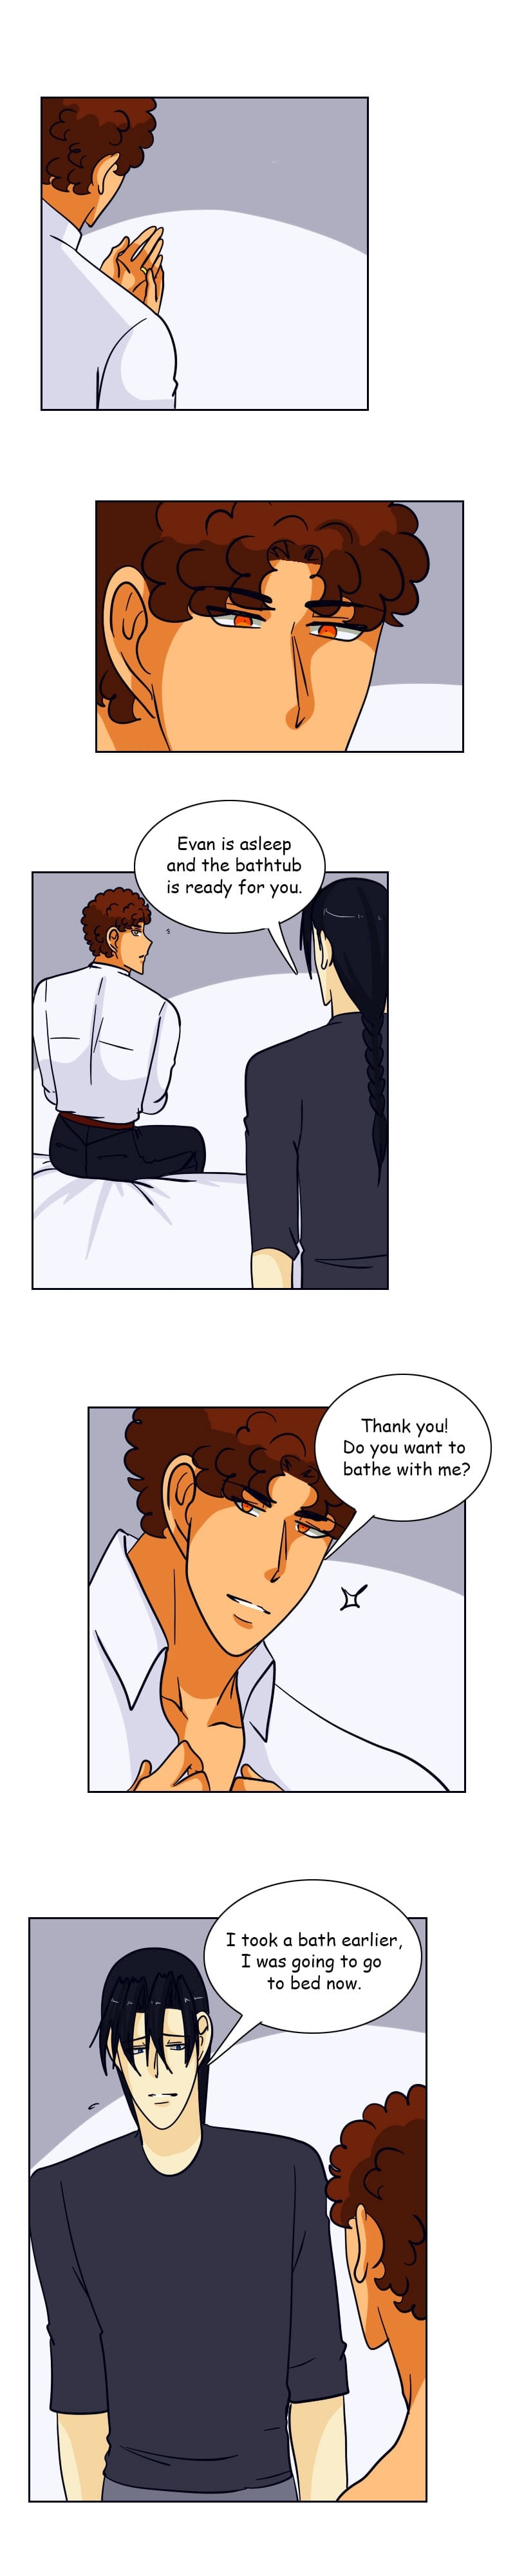 Evan is asleep
and the bathtub
is ready for you.
Thank you!
Do you want to
bathe with me?
I took a bath earlier,
I was going to go
to bed now.